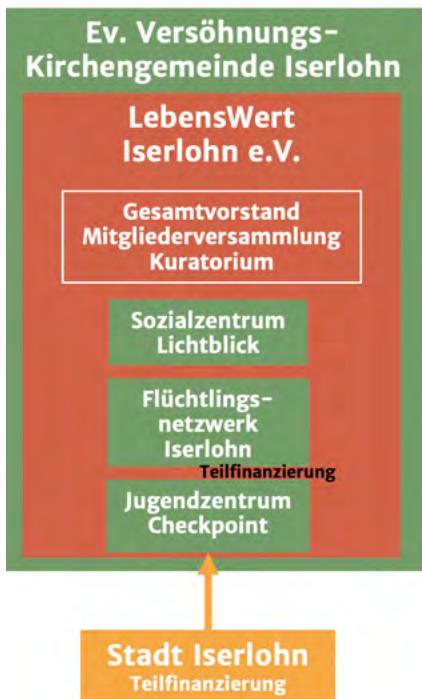 Ev. Versöhnungs-
Kirchengemeinde Iserlohn
LebensWert
Iserlohn e.V.
Gesamtvorstand
Mitgliederversammlung
Kuratorium
Sozialzentrum
Lichtblick
Flüchtlings-
netzwerk
Iserlohn
Teilfinanzierung
Jugendzentrum
Checkpoint
Stadt Iserlohn
Teilfinanzierung